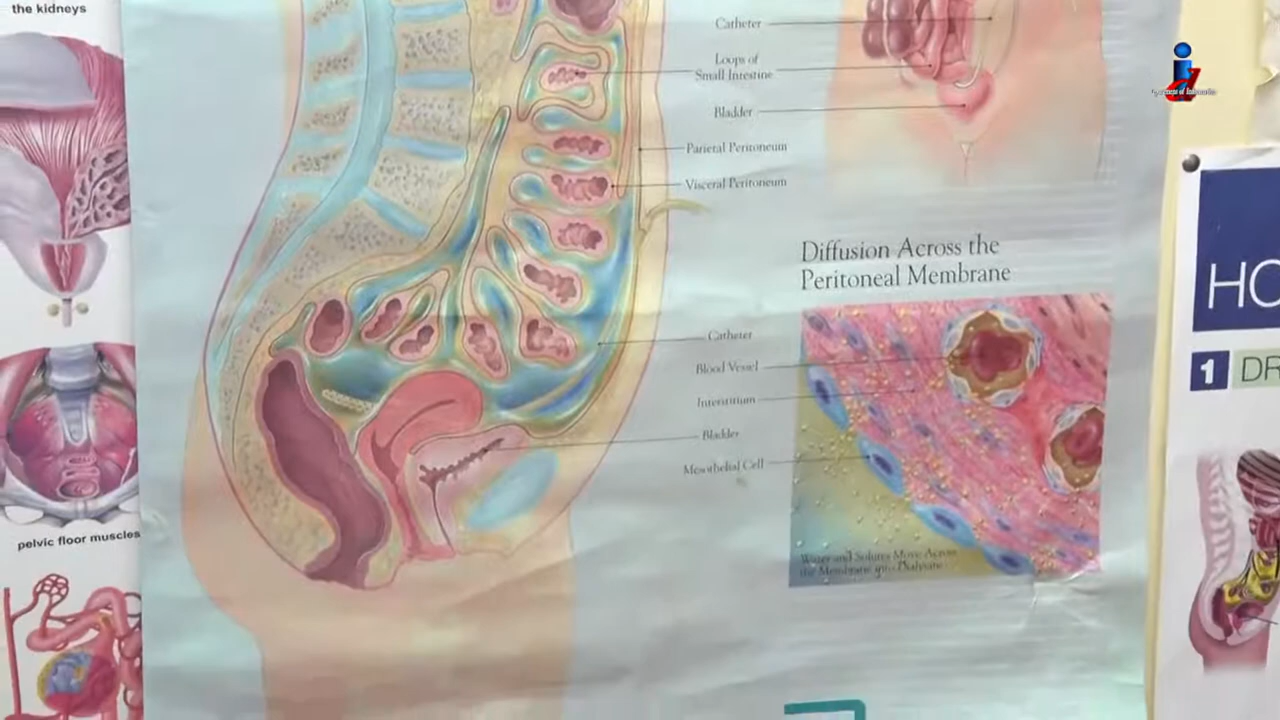 the kidneys
pelvic floor muscles
Catheter
Loops of
Small Intestine
Bladder
Parietal Peritoneum
Visceral Peritoneum
Diffusion Across the
Peritoneal Membrane
Catheter
Blood Vessel
Interstitium
Bladder
Mesothelial Cell
Water and Solutes Move Across
the Membrane into Dialysate
HO
1 DR